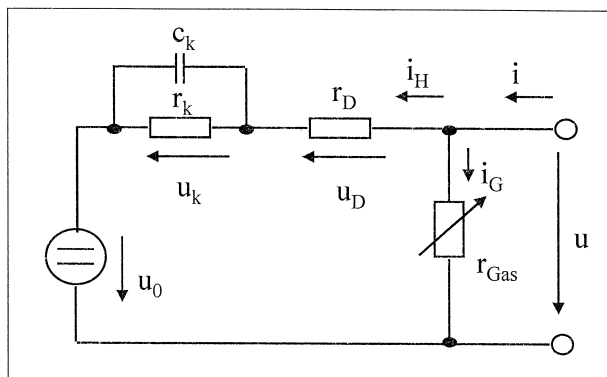 c_k
r_k
r_D
i_H
i
u_k
u_D
i_G
u_0
r_Gas
u